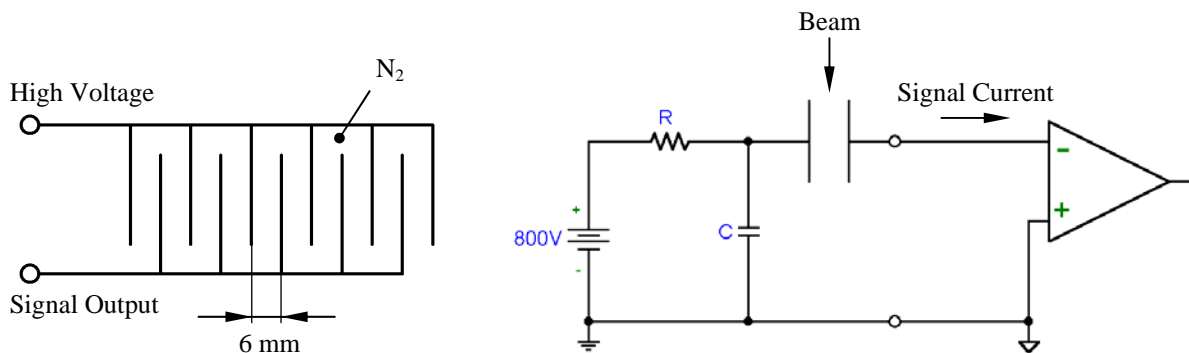 High Voltage
N₂
Signal Output
6 mm
Beam
Signal Current
R
C
800V
+
-
-
+